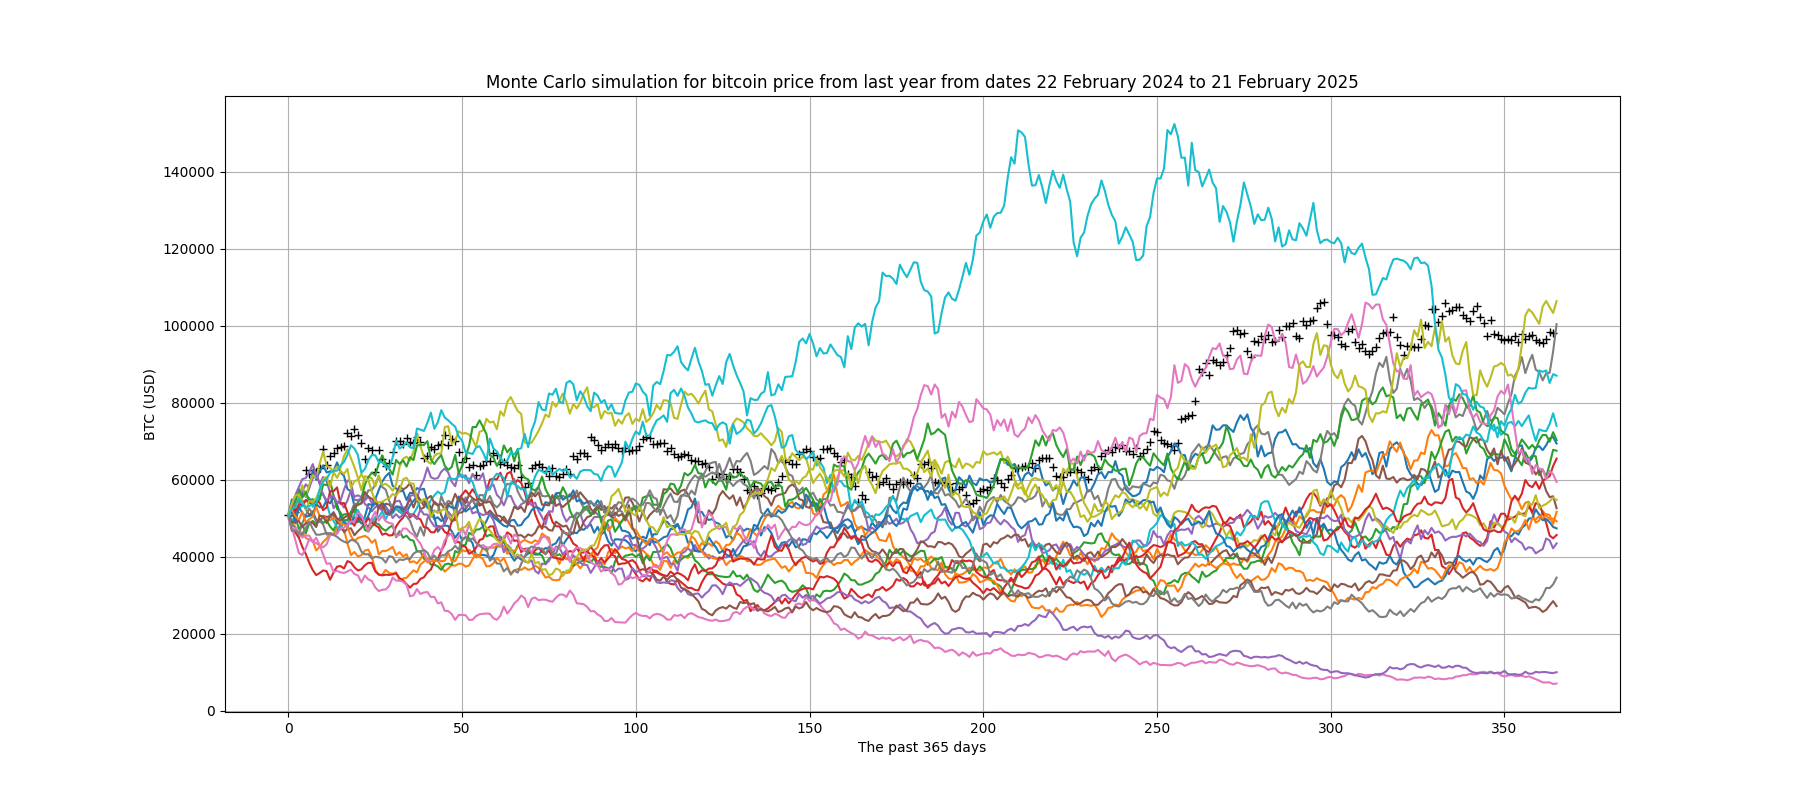 Monte Carlo simulation for bitcoin price from last year from dates 22 February 2024 to 21 February 2025
BTC (USD)
140000
120000
100000
80000
60000
40000
20000
0
0 50 100 150 200 250 300 350
The past 365 days